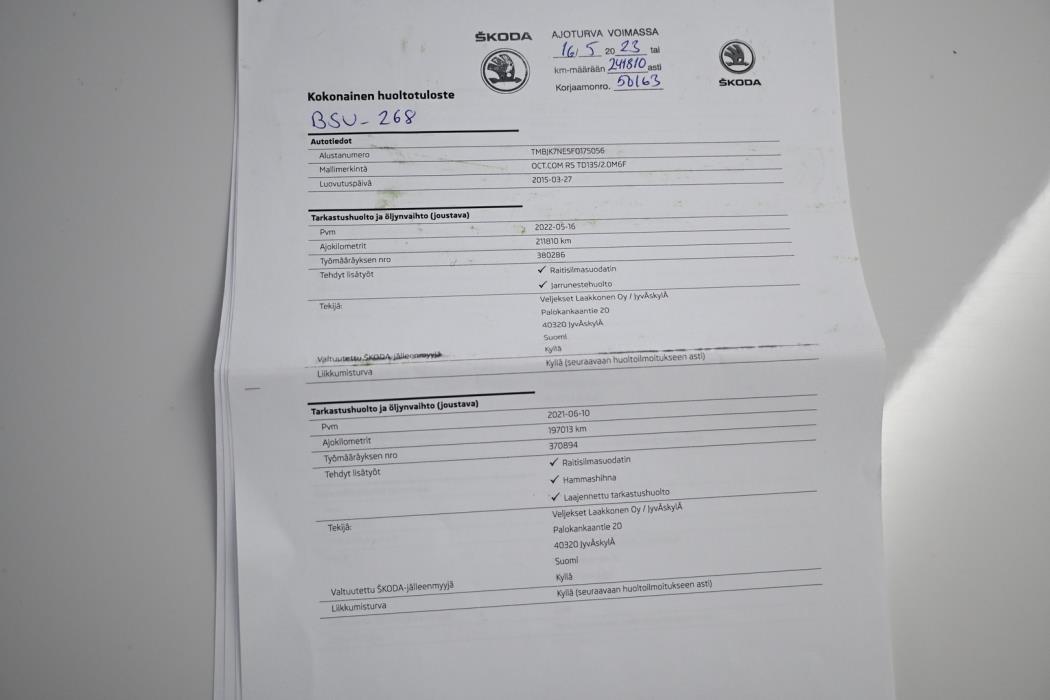 ŠKODA AJOTURVA VOIMASSA
16/5 2023 tai
km-määrään 241810 asti
Korjaamonro. 50163
ŠKODA
Kokonainen huoltotuloste
BSU-268
Autotiedot
Alustanumero TMBJK7NE5F0175056
Mallimerkintä OCT.COM RS TD135/2.0M6F
Luovutuspäivä 2015-03-27
Tarkastushuolto ja öljynvaihto (joustava)
Pvm 2022-05-16
Ajokilometrit 211810 km
Työmääräyksen nro 380286
Tehdyt lisätyöt ✓ Raitisilmasuodatin
✓ Jarrunestehuolto
Tekijä: Veljekset Laakkonen Oy / JyvÄskylÄ
Palokankaantie 20
40320 JyvÄskylÄ
Suomi
Valtuutettu ŠKODA-jälleenmyyjä Kyllä
Liikkumisturva Kyllä (seuraavaan huoltoilmoitukseen asti)
Tarkastushuolto ja öljynvaihto (joustava)
Pvm 2021-06-10
Ajokilometrit 197013 km
Työmääräyksen nro 370894
Tehdyt lisätyöt ✓ Raitisilmasuodatin
✓ Hammashihna
✓ Laajennettu tarkastushuolto
Tekijä: Veljekset Laakkonen Oy / JyvÄskylÄ
Palokankaantie 20
40320 JyvÄskylÄ
Suomi
Valtuutettu ŠKODA-jälleenmyyjä Kyllä
Liikkumisturva Kyllä (seuraavaan huoltoilmoitukseen asti)